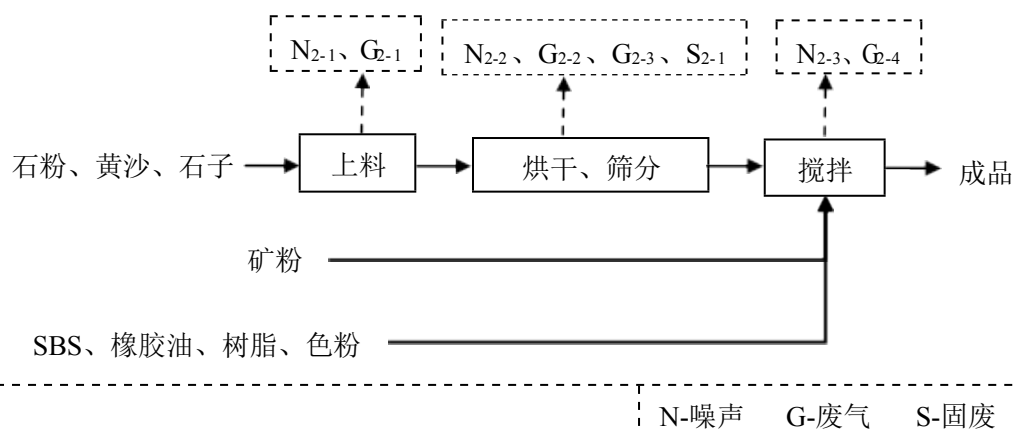 N2-1、G2-1
N2-2、G2-2、G2-3、S2-1
N2-3、G2-4
石粉、黄沙、石子
上料
烘干、筛分
搅拌
成品
矿粉
SBS、橡胶油、树脂、色粉
N-噪声 G-废气 S-固废